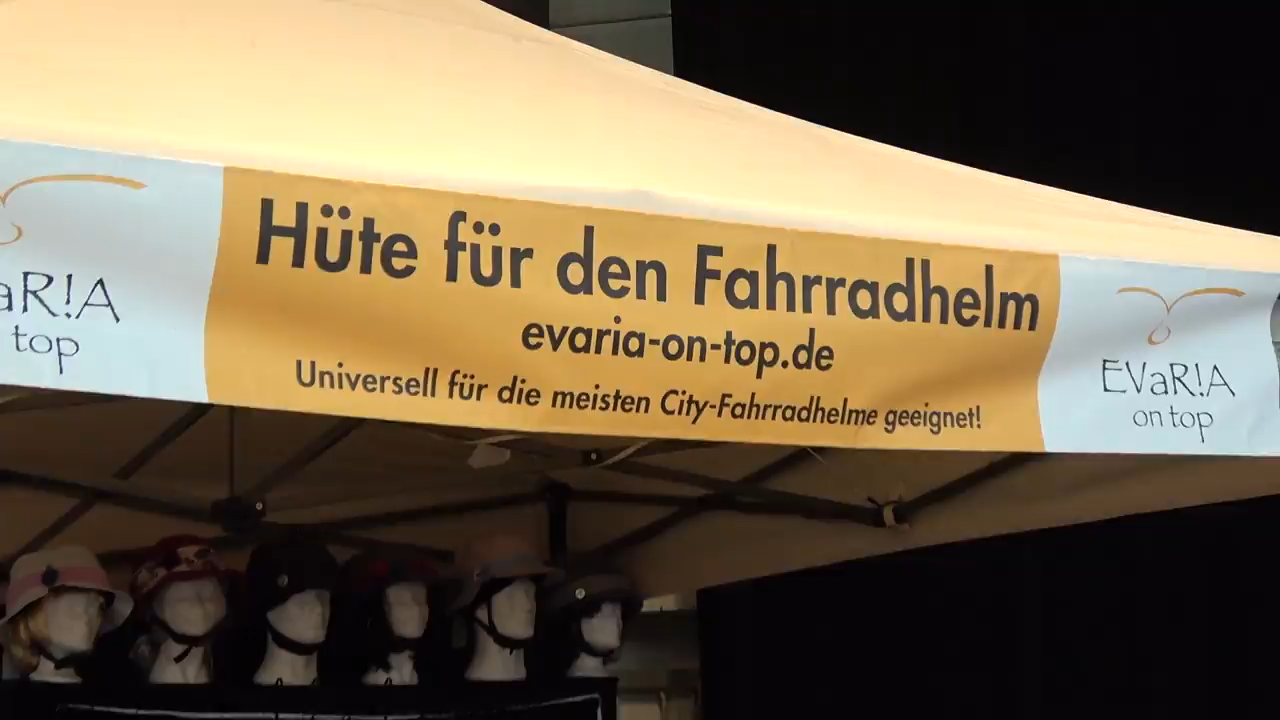 aR!A
top
Hüte für den Fahrradhelm
evaria-on-top.de
Universell für die meisten City-Fahrradhelme geeignet!
EVaR!A
on top